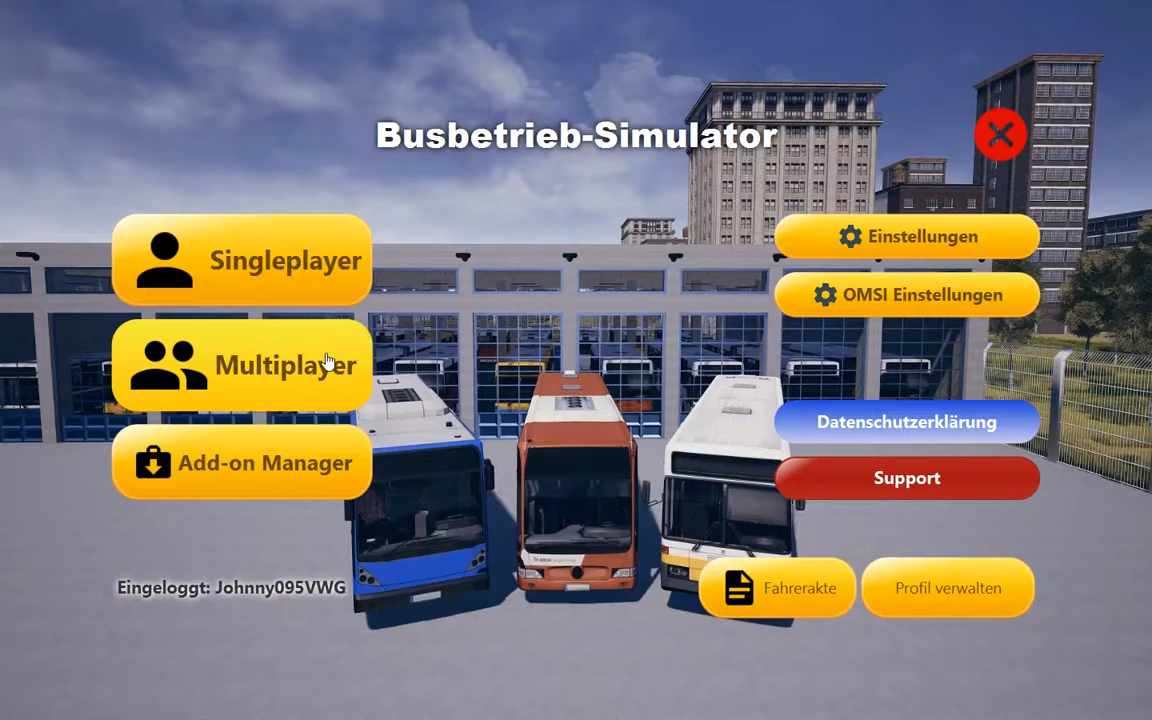 Busbetrieb-Simulator
Singleplayer
Multiplayer
Add-on Manager
Eingeloggt: Johnny095VWG
Einstellungen
OMSI Einstellungen
Datenschutzerklärung
Support
Fahrerakte
Profil verwalten